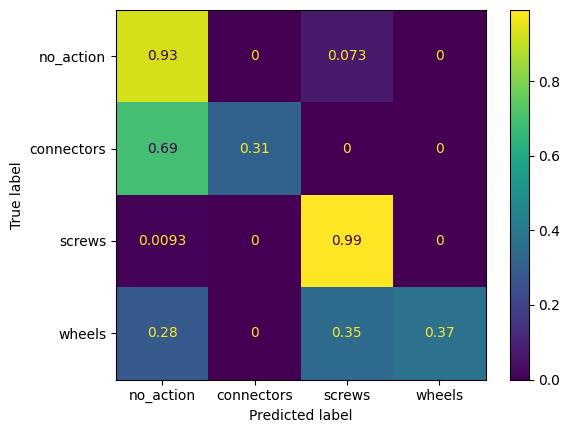 no_action 0.93 0 0.073 0
connectors 0.69 0.31 0 0
screws 0.0093 0 0.99 0
wheels 0.28 0 0.35 0.37
no_action connectors screws wheels
Predicted label
True label
0.8
0.6
0.4
0.2
0.0